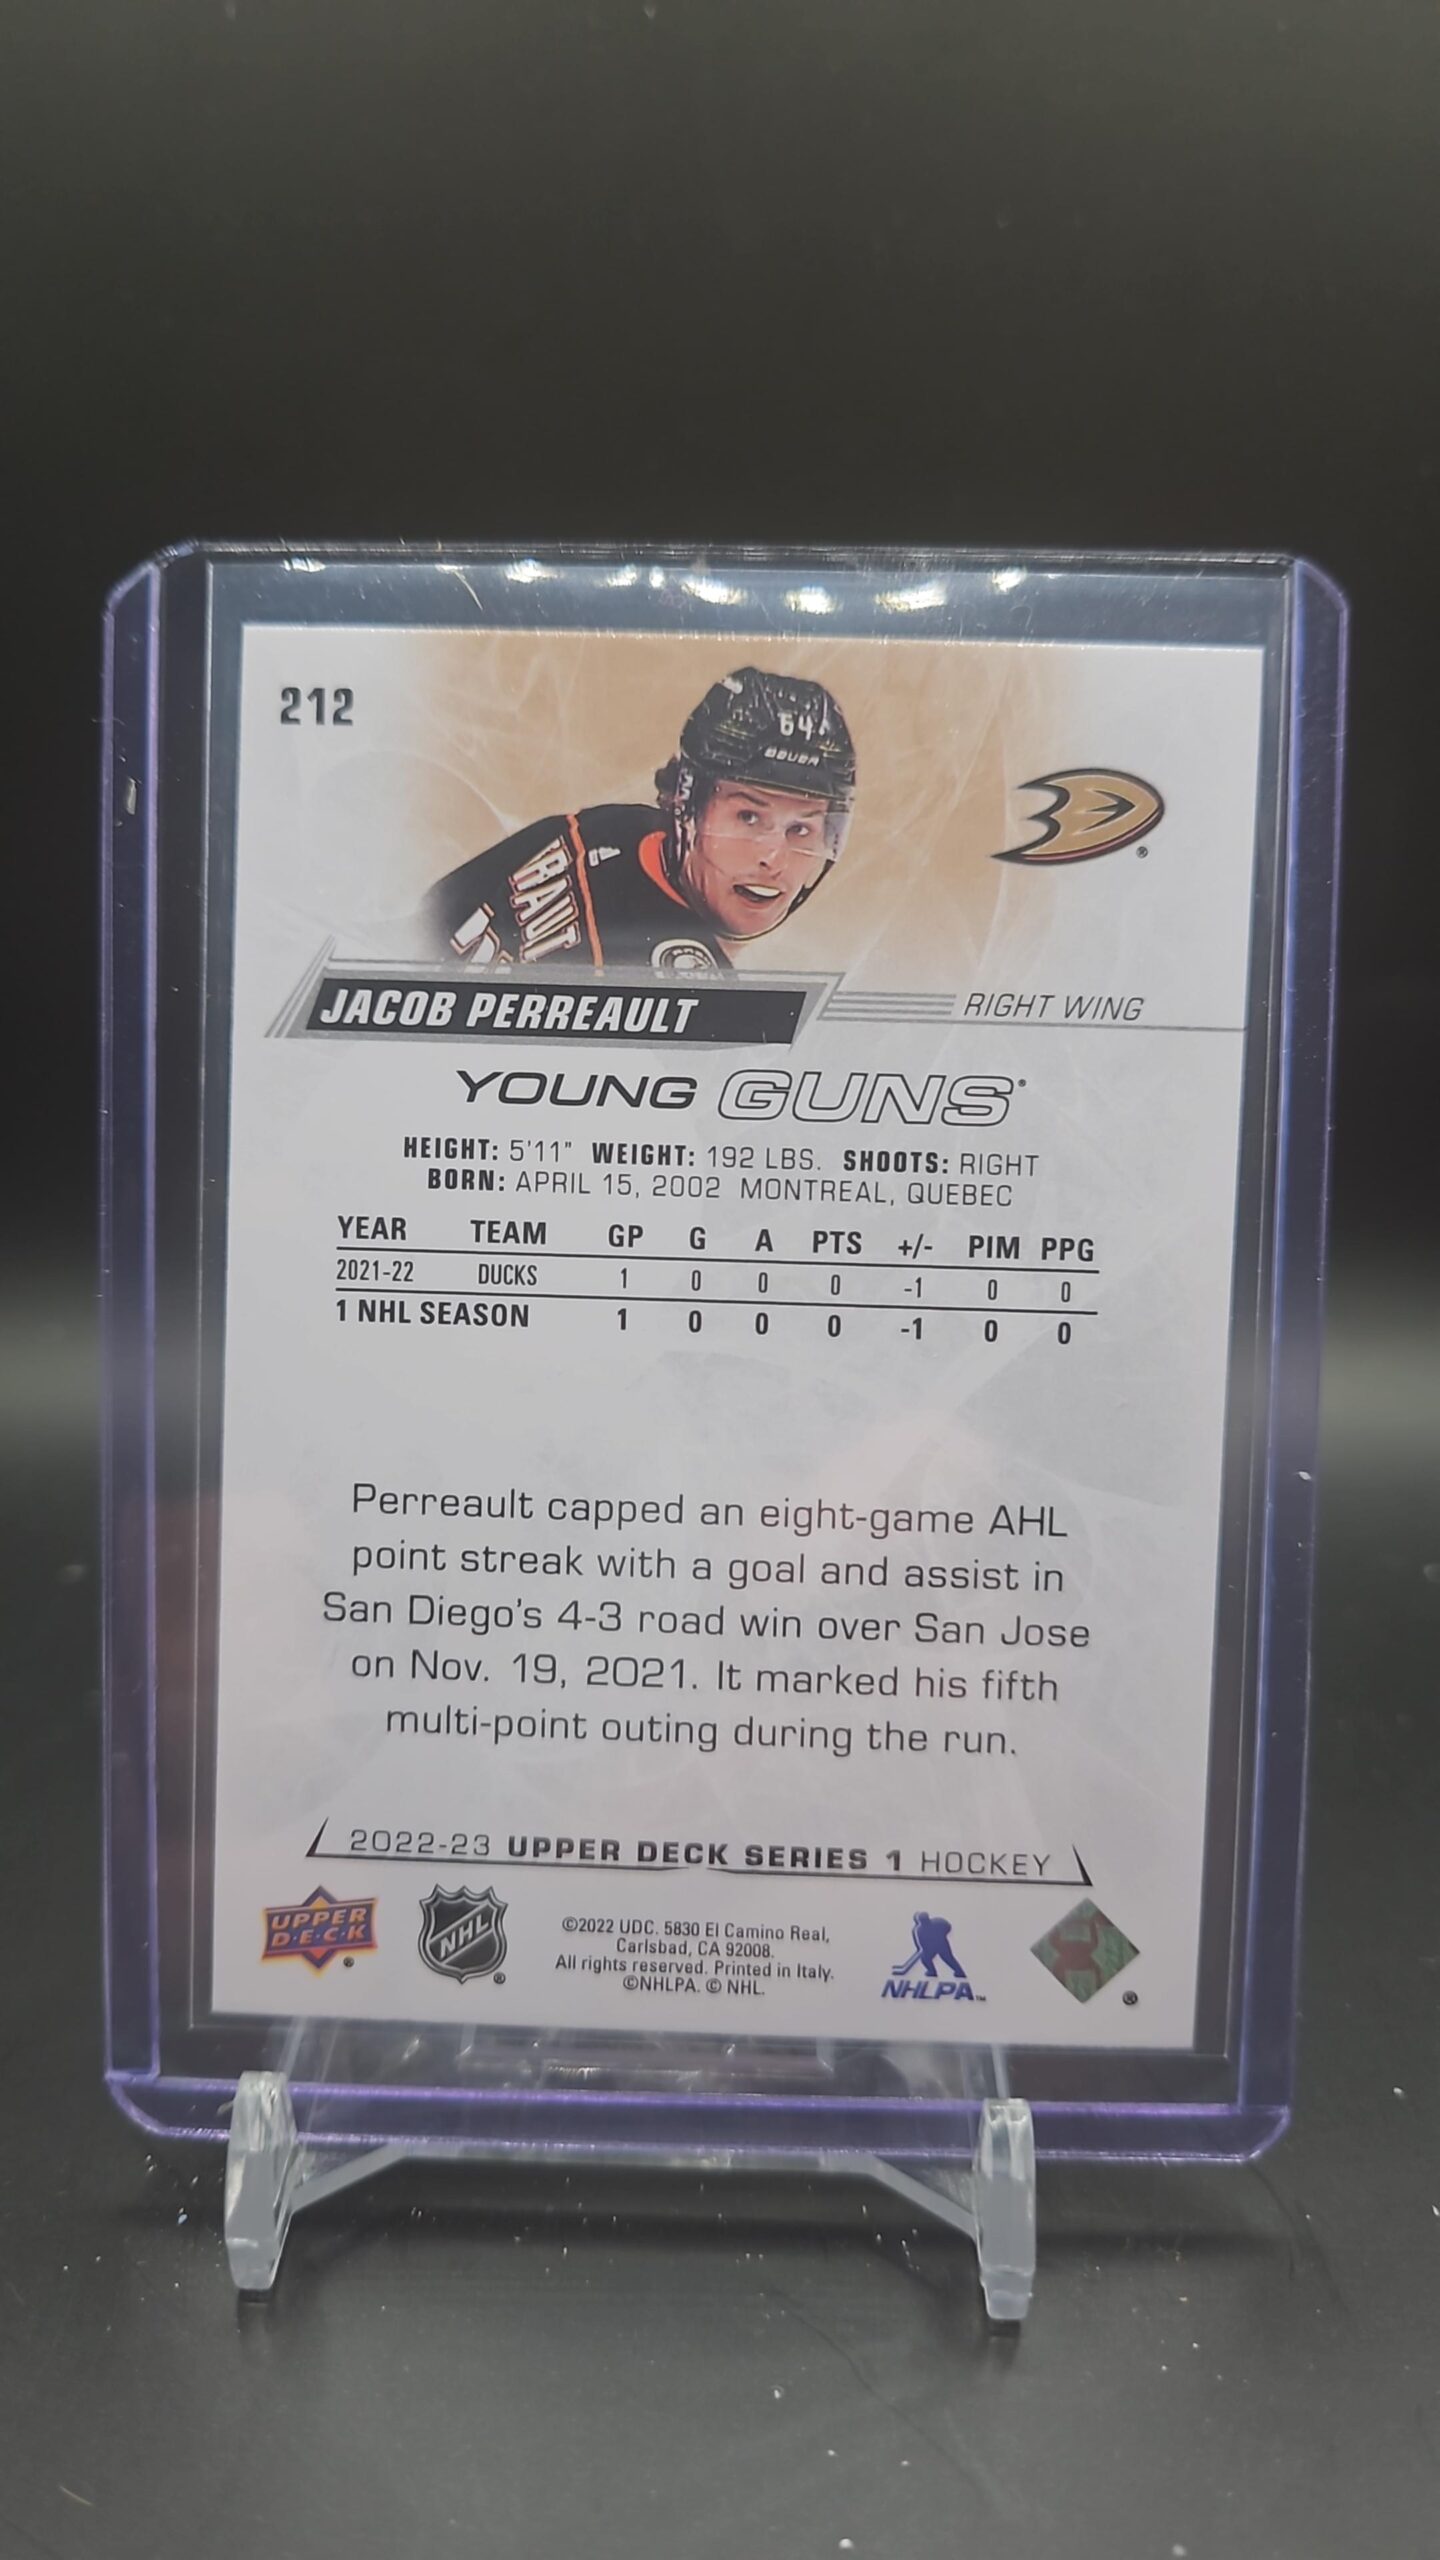 212
64
BAUER
JACOB PERREAULT
RIGHT WING
YOUNG GUNS®
HEIGHT: 5'11" WEIGHT: 192 LBS. SHOOTS: RIGHT
BORN: APRIL 15, 2002 MONTREAL, QUEBEC
YEAR TEAM GP G A PTS +/- PIM PPG
2021-22 DUCKS 1 0 0 0 -1 0 0
1 NHL SEASON 1 0 0 0 -1 0 0
Perreault capped an eight-game AHL
point streak with a goal and assist in
San Diego's 4-3 road win over San Jose
on Nov. 19, 2021. It marked his fifth
multi-point outing during the run.
2022-23 UPPER DECK SERIES 1 HOCKEY
UPPER
D·E·C·K
NHL
©2022 UDC. 5830 El Camino Real,
Carlsbad, CA 92008.
All rights reserved. Printed in Italy.
©NHLPA. © NHL.
NHLPA™